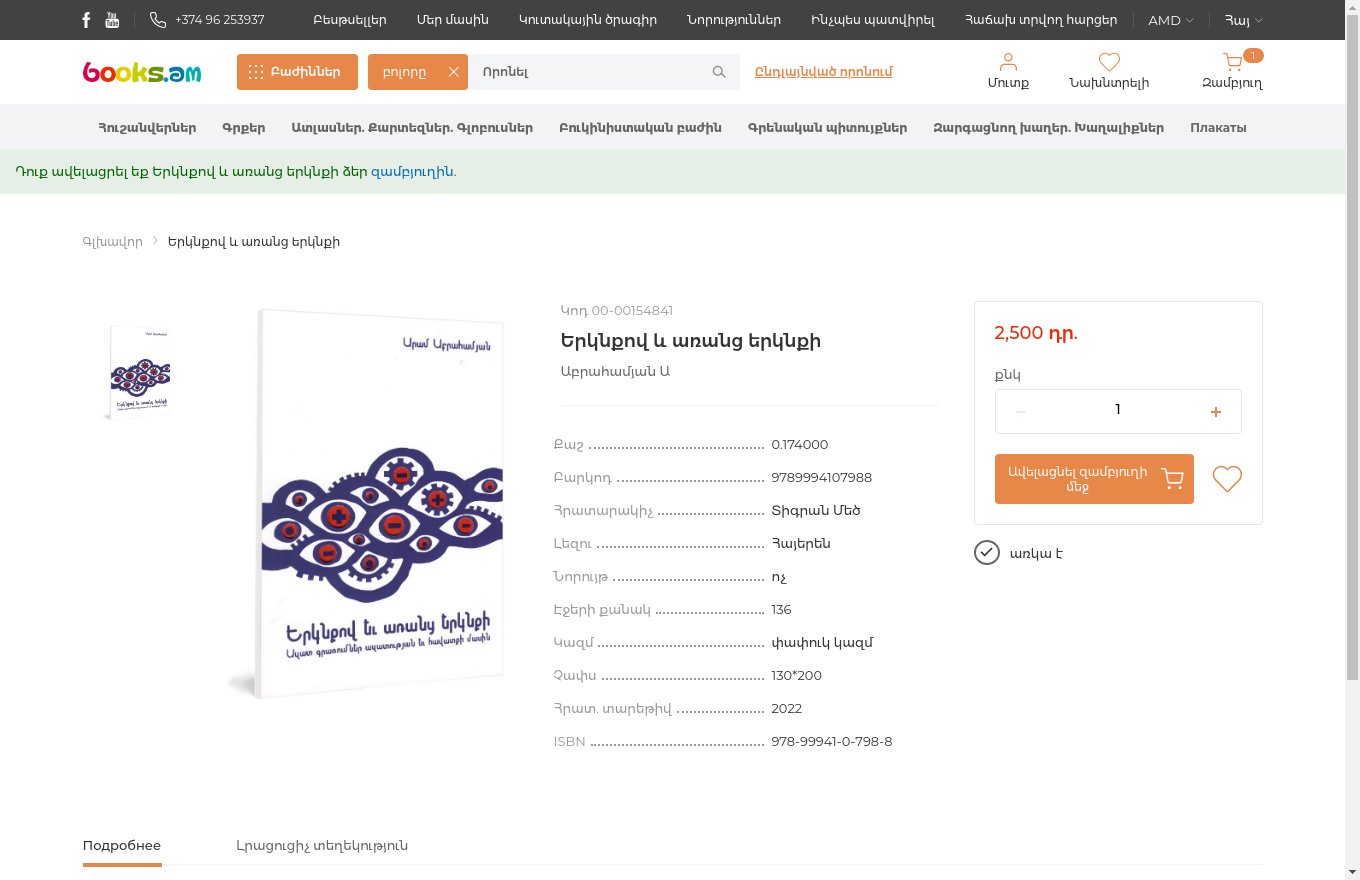 +374 96 253937 Բեսթսելլեր Մեր մասին Կուտակային ծրագիր Նորություններ Ինչպես պատվիրել Հաճախ տրվող հարցեր AMD Հայ
books.am Բաժիններ բոլորը Որոնել Ընդլայնված որոնում Մուտք Նախնտրելի Զամբյուղ 1
Հուշանվերներ Գրքեր Ատլասներ. Քարտեզներ. Գլոբուսներ Բուկինիստական բաժին Գրենական պիտույքներ Զարգացնող խաղեր. Խաղալիքներ Плакаты
Դուք ավելացրել եք Երկնքով և առանց երկնքի ձեր զամբյուղին.
Գլխավոր Երկնքով և առանց երկնքի
Արամ Աբրահամյան
Երկնքով եւ առանց երկնքի
Ազատ գրառումներ ազատության եւ հավատքի մասին
Կոդ 00-00154841
Երկնքով և առանց երկնքի
Աբրահամյան Ա
Քաշ 0.174000
Բարկոդ 9789994107988
Հրատարակիչ Տիգրան Մեծ
Լեզու Հայերեն
Նորույթ ոչ
Էջերի քանակ 136
Կազմ փափուկ կազմ
Չափս 130*200
Հրատ. տարեթիվ 2022
ISBN 978-99941-0-798-8
2,500 դր.
քնկ
1
Ավելացնել զամբյուղի
մեջ
առկա է
Подробнее Լրացուցիչ տեղեկություն